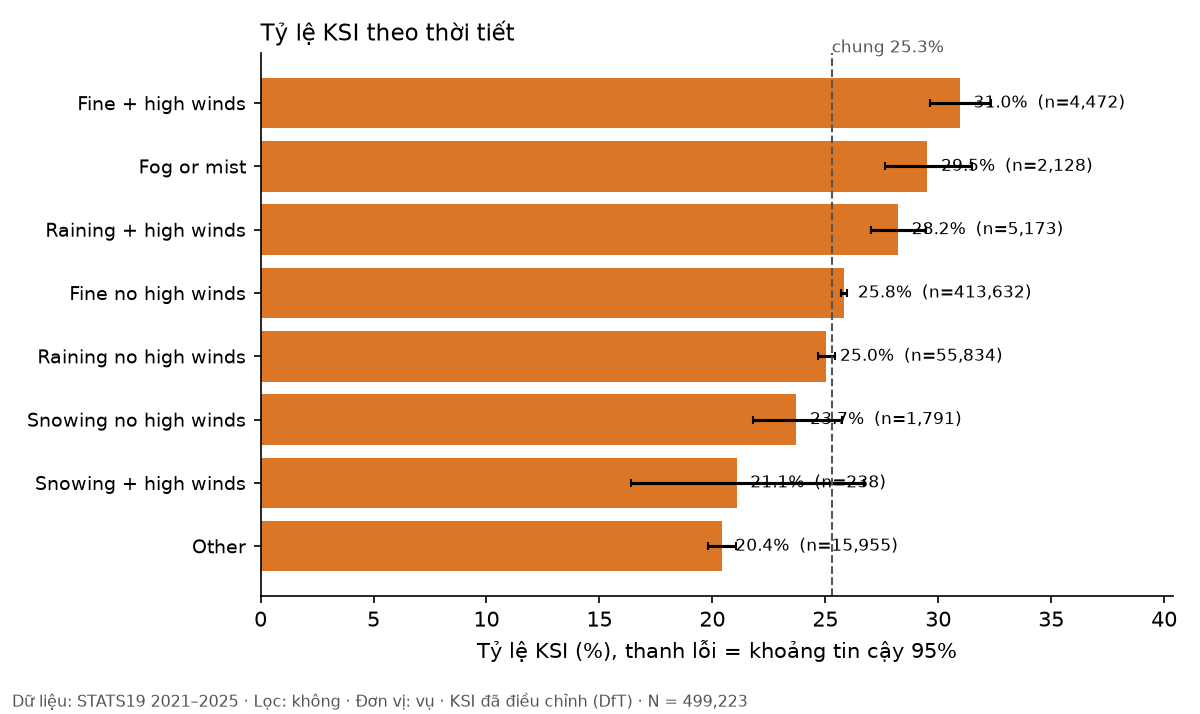 Tỷ lệ KSI theo thời tiết
chung 25.3%
Fine + high winds 31.0% (n=4,472)
Fog or mist 29.5% (n=2,128)
Raining + high winds 28.2% (n=5,173)
Fine no high winds 25.8% (n=413,632)
Raining no high winds 25.0% (n=55,834)
Snowing no high winds 23.7% (n=1,791)
Snowing + high winds 21.1% (n=238)
Other 20.4% (n=15,955)
0 5 10 15 20 25 30 35 40
Tỷ lệ KSI (%), thanh lỗi = khoảng tin cậy 95%
Dữ liệu: STATS19 2021–2025 · Lọc: không · Đơn vị: vụ · KSI đã điều chỉnh (DfT) · N = 499,223